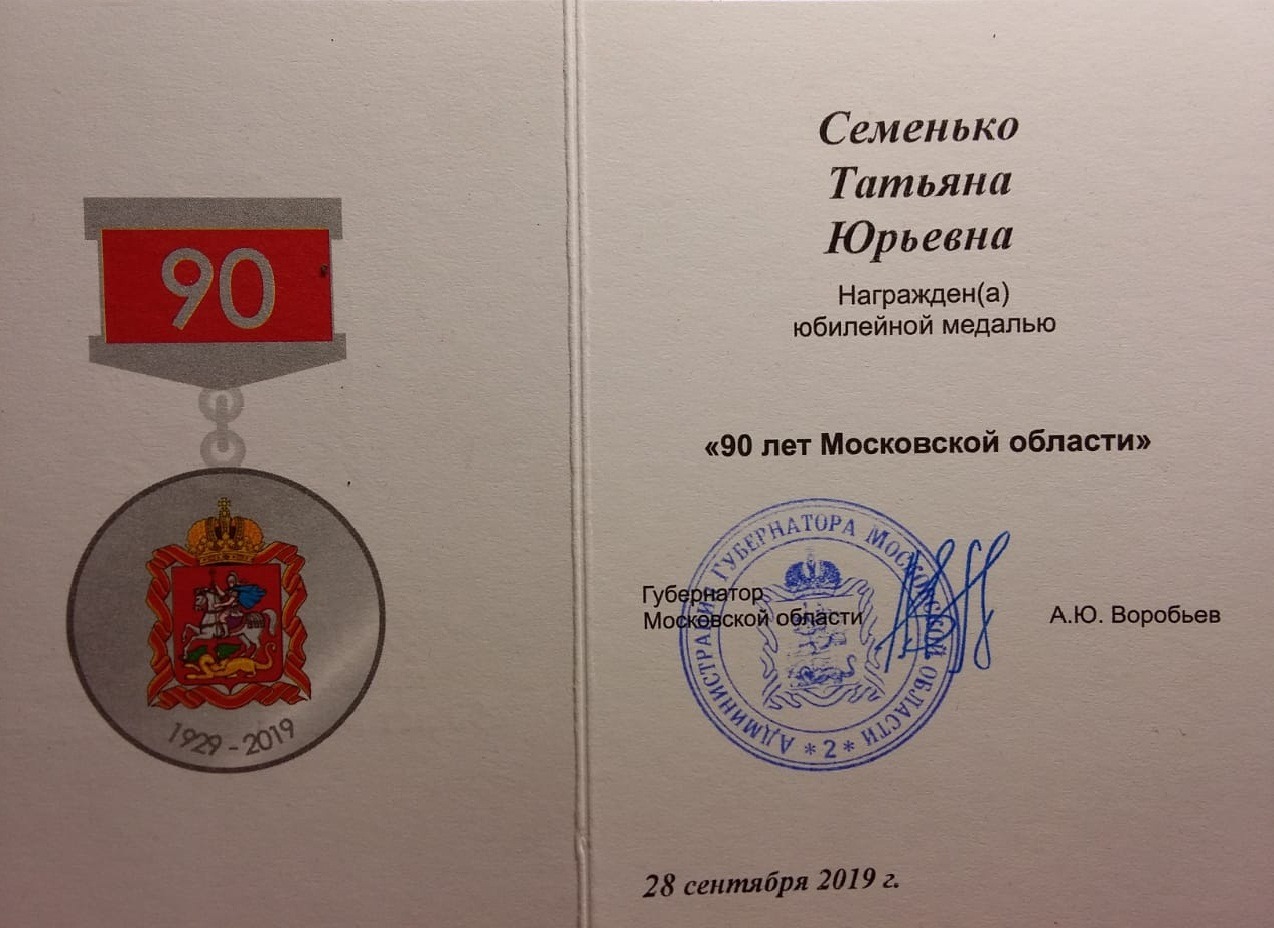 90
1929 - 2019
Семенько
Татьяна
Юрьевна
Награжден(а)
юбилейной медалью
«90 лет Московской области»
АДМИНИСТРАЦИЯ ГУБЕРНАТОРА МОСКОВСКОЙ ОБЛАСТИ
* 2 *
Губернатор
Московской области
А.Ю. Воробьев
28 сентября 2019 г.